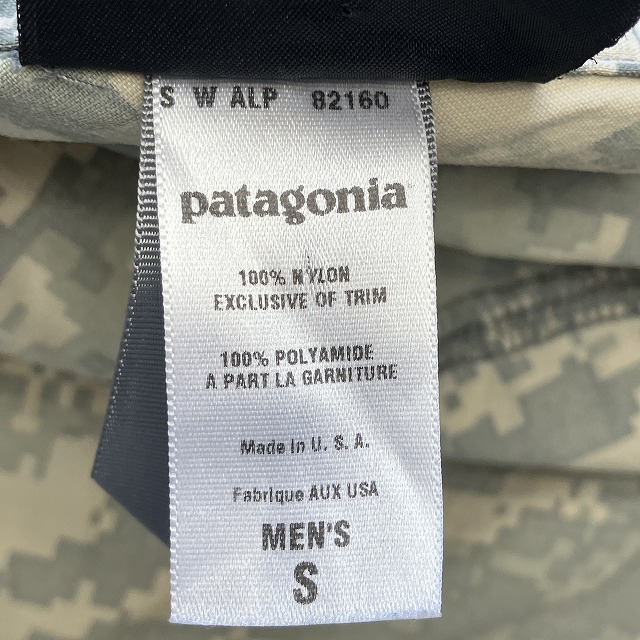 S W ALP 82160
patagonia
100% NYLON
EXCLUSIVE OF TRIM
100% POLYAMIDE
A PART LA GARNITURE
Made in U. S. A.
Fabrique AUX USA
MEN'S
S